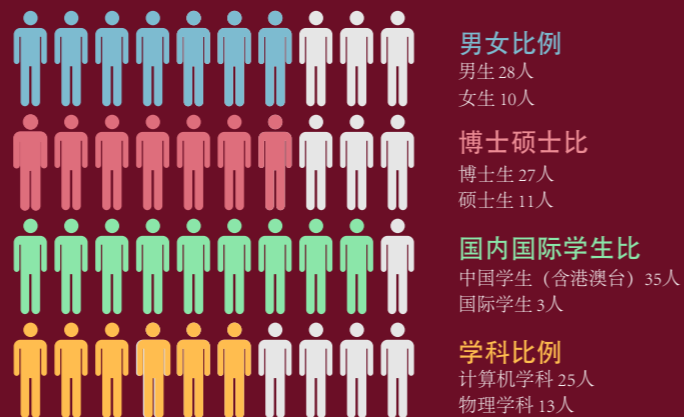 男女比例
男生 28人
女生 10人
博士硕士比
博士生 27人
硕士生 11人
国内国际学生比
中国学生（含港澳台）35人
国际学生 3人
学科比例
计算机学科 25人
物理学科 13人